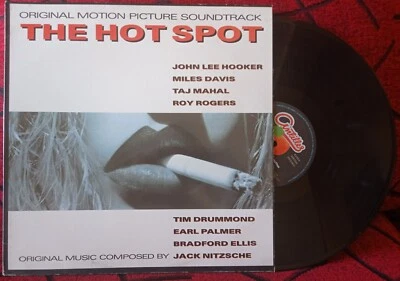 ORIGINAL MOTION PICTURE SOUNDTRACK
THE HOT SPOT
JOHN LEE HOOKER
MILES DAVIS
TAJ MAHAL
ROY ROGERS
TIM DRUMMOND
EARL PALMER
BRADFORD ELLIS
ORIGINAL MUSIC COMPOSED BY JACK NITZSCHE
Antilles